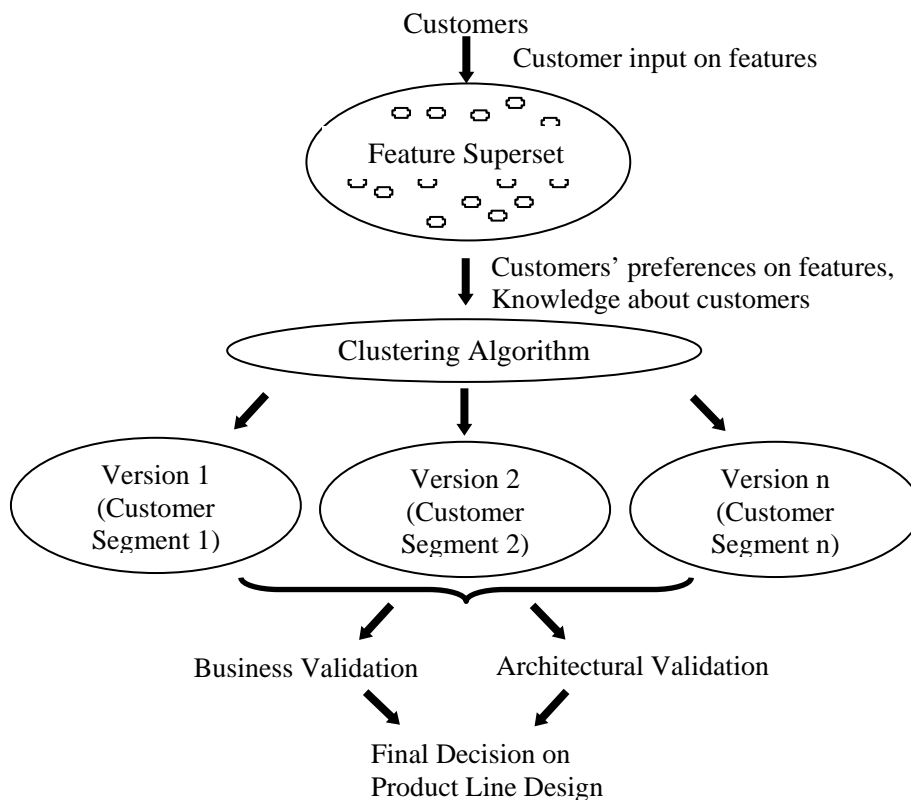 Customers
Customer input on features
Feature Superset
Customers’ preferences on features,
Knowledge about customers
Clustering Algorithm
Version 1
(Customer
Segment 1)
Version 2
(Customer
Segment 2)
Version n
(Customer
Segment n)
Business Validation
Architectural Validation
Final Decision on
Product Line Design